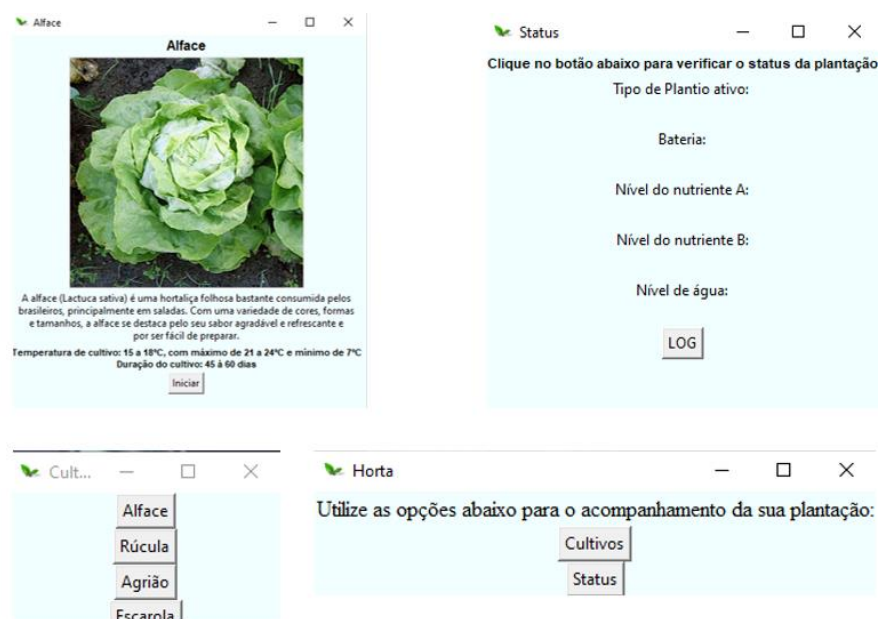 Alface
Alface
A alface (Lactuca sativa) é uma hortaliça folhosa bastante consumida pelos
brasileiros, principalmente em saladas. Com uma variedade de cores, formas
e tamanhos, a alface se destaca pelo seu sabor agradável e refrescante e
por ser fácil de preparar.
Temperatura de cultivo: 15 a 18ºC, com máximo de 21 a 24ºC e mínimo de 7ºC
Duração do cultivo: 45 à 60 dias
Iniciar
Status
Clique no botão abaixo para verificar o status da plantação
Tipo de Plantio ativo:
Bateria:
Nível do nutriente A:
Nível do nutriente B:
Nível de água:
LOG
Cult...
Alface
Rúcula
Agrião
Escarola
Horta
Utilize as opções abaixo para o acompanhamento da sua plantação:
Cultivos
Status